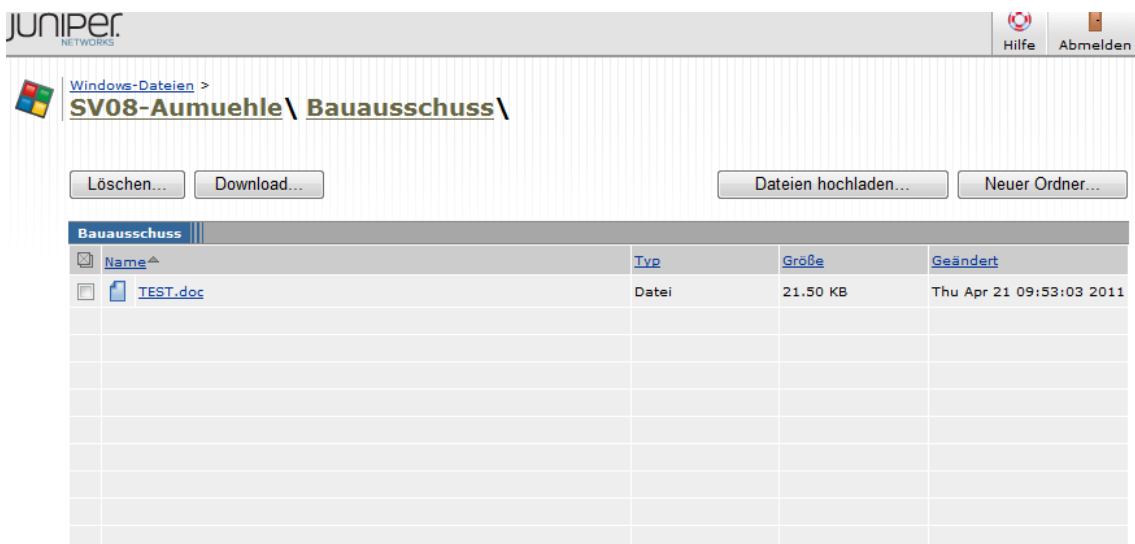 JUNIPer.
NETWORKS
Hilfe Abmelden
Windows-Dateien >
SV08-Aumuehle\ Bauausschuss\
Löschen... Download... Dateien hochladen... Neuer Ordner...
Bauausschuss
Name Typ Größe Geändert
TEST.doc Datei 21.50 KB Thu Apr 21 09:53:03 2011